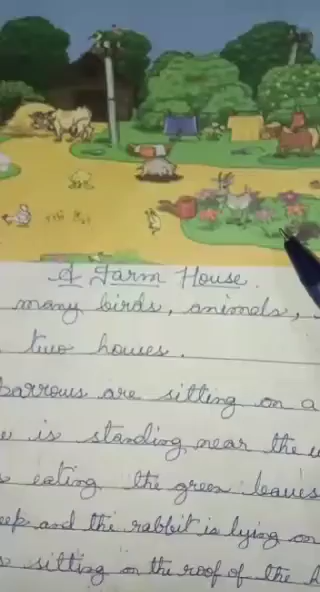 A Farm House.
many birds, animals,
two houses.
are sitting on a
is standing near the
eating the green leaves
and the rabbit is lying on
sitting on the roof of the